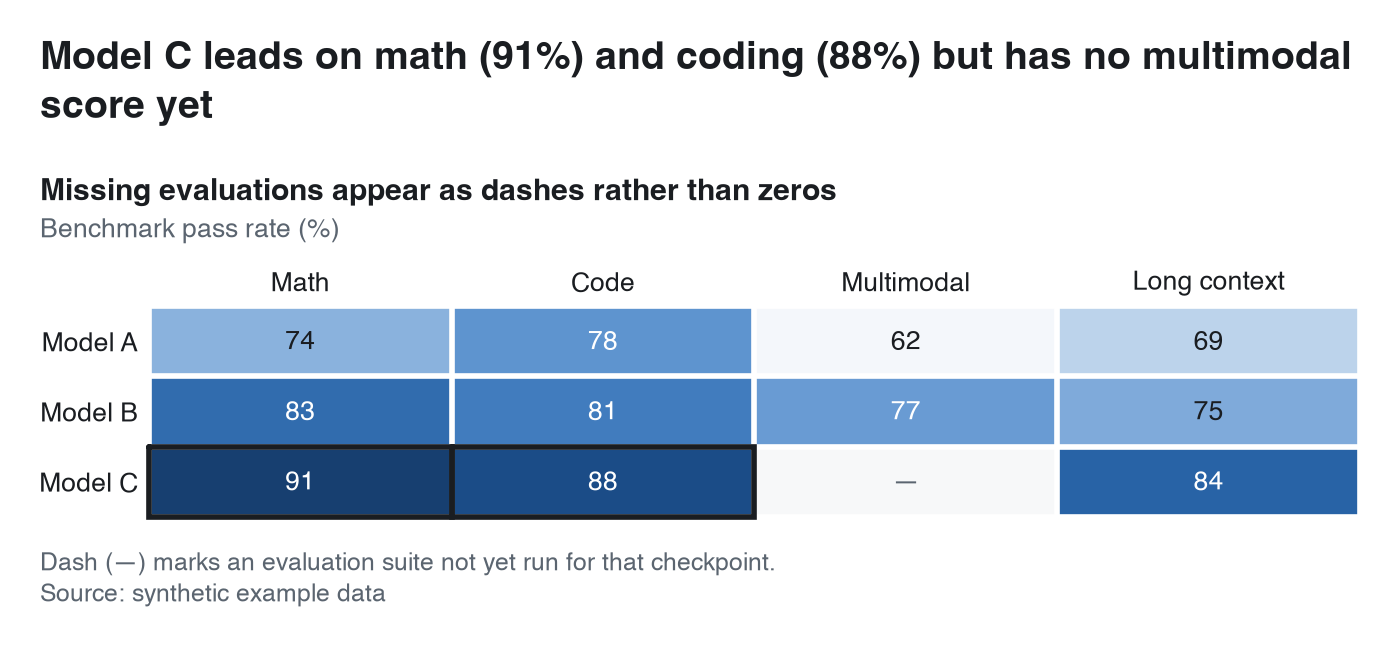 Model C leads on math (91%) and coding (88%) but has no multimodal
score yet
Missing evaluations appear as dashes rather than zeros
Benchmark pass rate (%)
Math Code Multimodal Long context
Model A 74 78 62 69
Model B 83 81 77 75
Model C 91 88 — 84
Dash (—) marks an evaluation suite not yet run for that checkpoint.
Source: synthetic example data